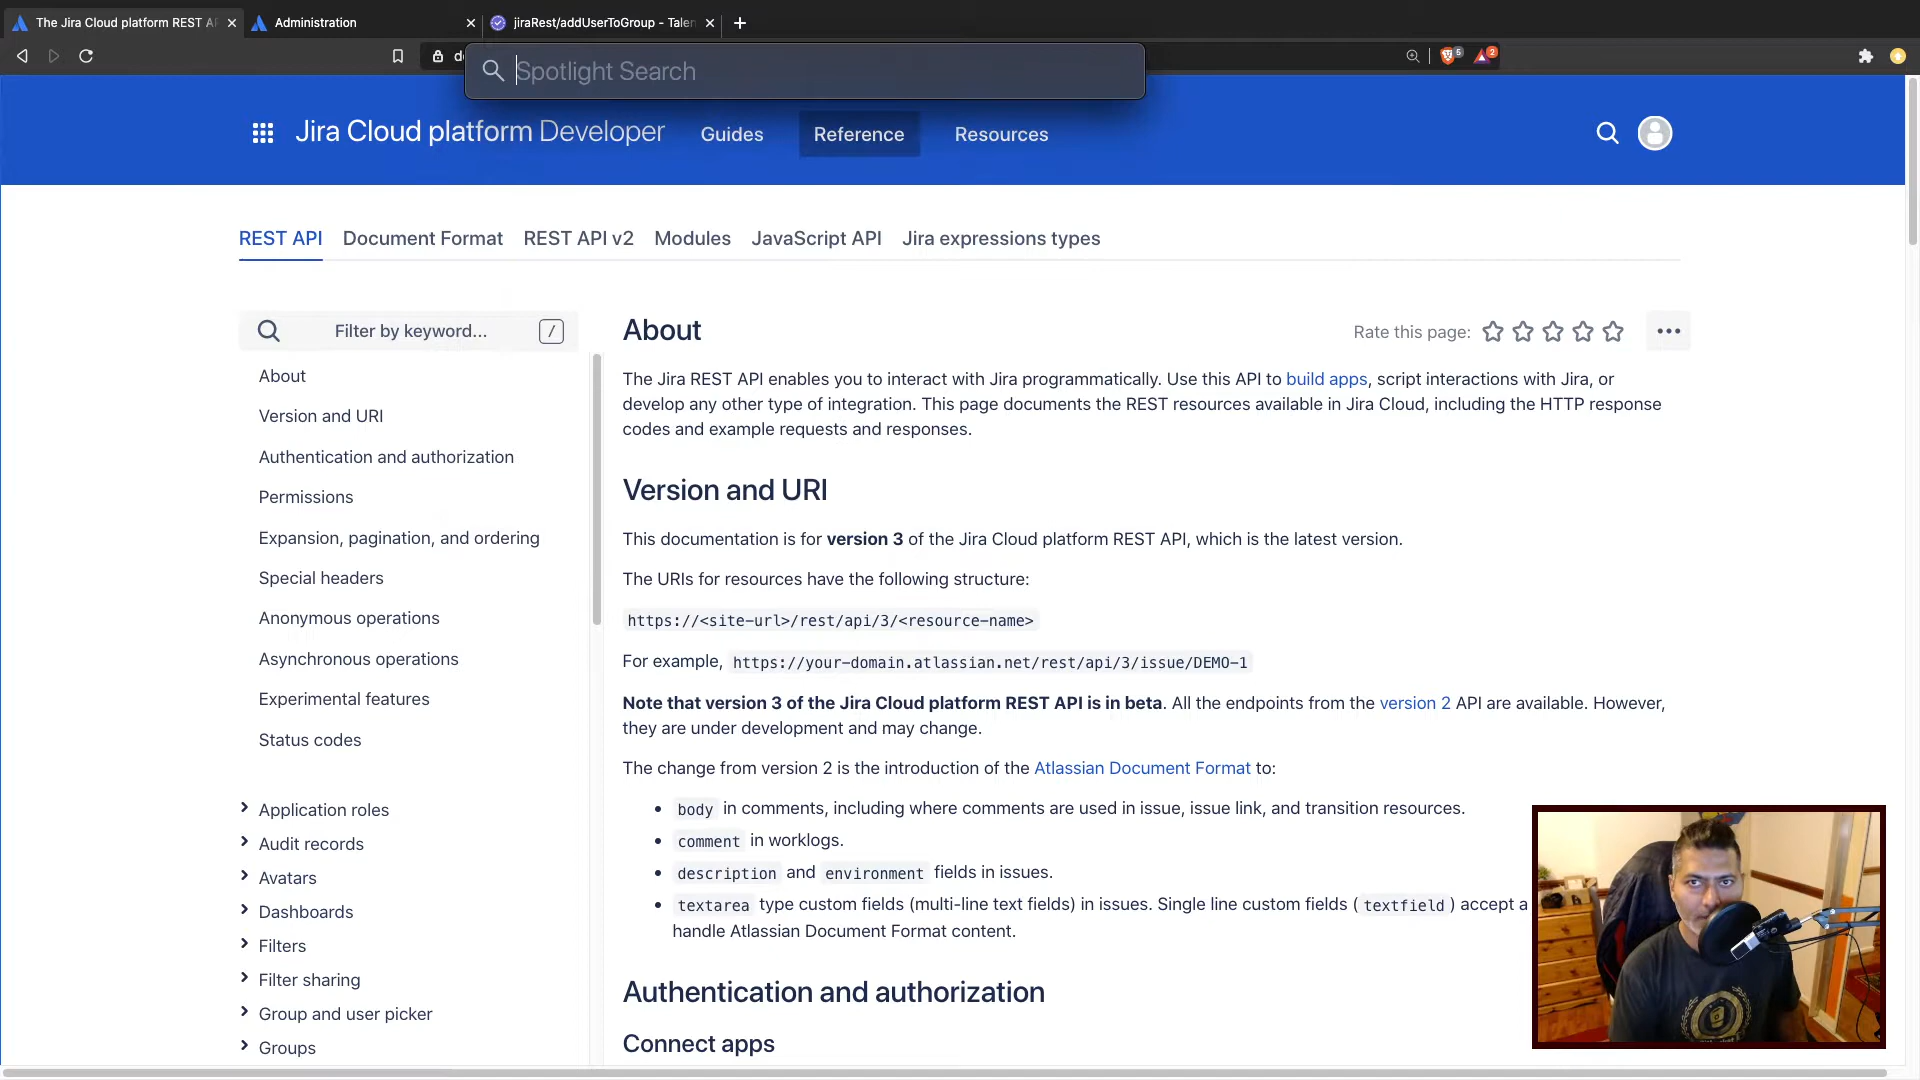 The Jira Cloud platform REST AP
Administration
jiraRest/addUserToGroup - Talen
Spotlight Search
5
2
Jira Cloud platform Developer
Guides
Reference
Resources
REST API
Document Format
REST API v2
Modules
JavaScript API
Jira expressions types
Filter by keyword...
/
About
Version and URI
Authentication and authorization
Permissions
Expansion, pagination, and ordering
Special headers
Anonymous operations
Asynchronous operations
Experimental features
Status codes
Application roles
Audit records
Avatars
Dashboards
Filters
Filter sharing
Group and user picker
Groups
About
Rate this page:
The Jira REST API enables you to interact with Jira programmatically. Use this API to build apps, script interactions with Jira, or
develop any other type of integration. This page documents the REST resources available in Jira Cloud, including the HTTP response
codes and example requests and responses.
Version and URI
This documentation is for version 3 of the Jira Cloud platform REST API, which is the latest version.
The URIs for resources have the following structure:
https://<site-url>/rest/api/3/<resource-name>
For example, https://your-domain.atlassian.net/rest/api/3/issue/DEMO-1
Note that version 3 of the Jira Cloud platform REST API is in beta. All the endpoints from the version 2 API are available. However,
they are under development and may change.
The change from version 2 is the introduction of the Atlassian Document Format to:
• body in comments, including where comments are used in issue, issue link, and transition resources.
• comment in worklogs.
• description and environment fields in issues.
• textarea type custom fields (multi-line text fields) in issues. Single line custom fields ( textfield ) accept a
handle Atlassian Document Format content.
Authentication and authorization
Connect apps